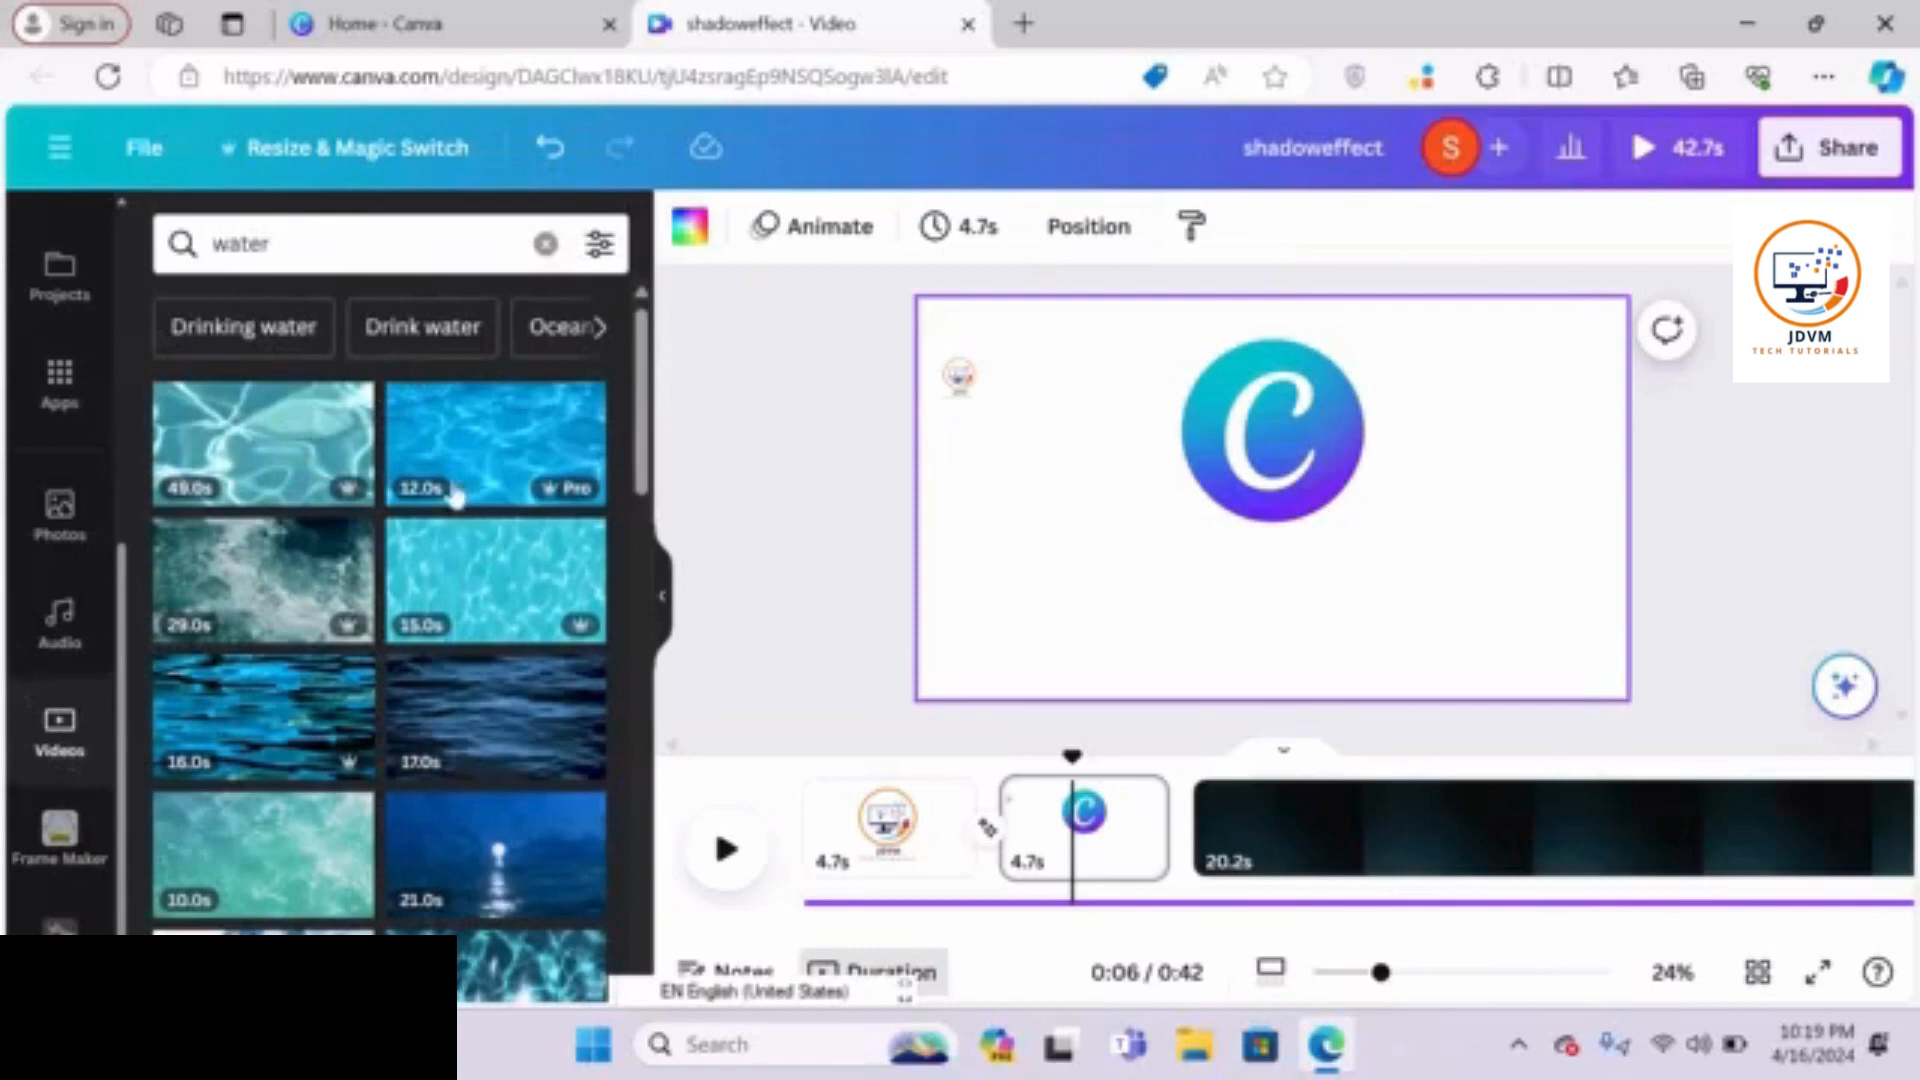 Sign in
Home - Canva
shadoweffect - Video
https://www.canva.com/design/DAGClwx18KU/tjU4zsragEp9NSQSogw3lA/edit
File
Resize & Magic Switch
shadoweffect
S
42.7s
Share
water
Animate
4.7s
Position
JDVM
TECH TUTORIALS
Projects
Apps
Photos
Audio
Videos
Frame Maker
Drinking water
Drink water
Ocean
49.0s
12.0s
Pro
29.0s
15.0s
16.0s
17.0s
10.0s
21.0s
C
4.7s
4.7s
20.2s
Notes
Duration
0:06 / 0:42
24%
EN English (United States)
Search
10:19 PM
4/16/2024